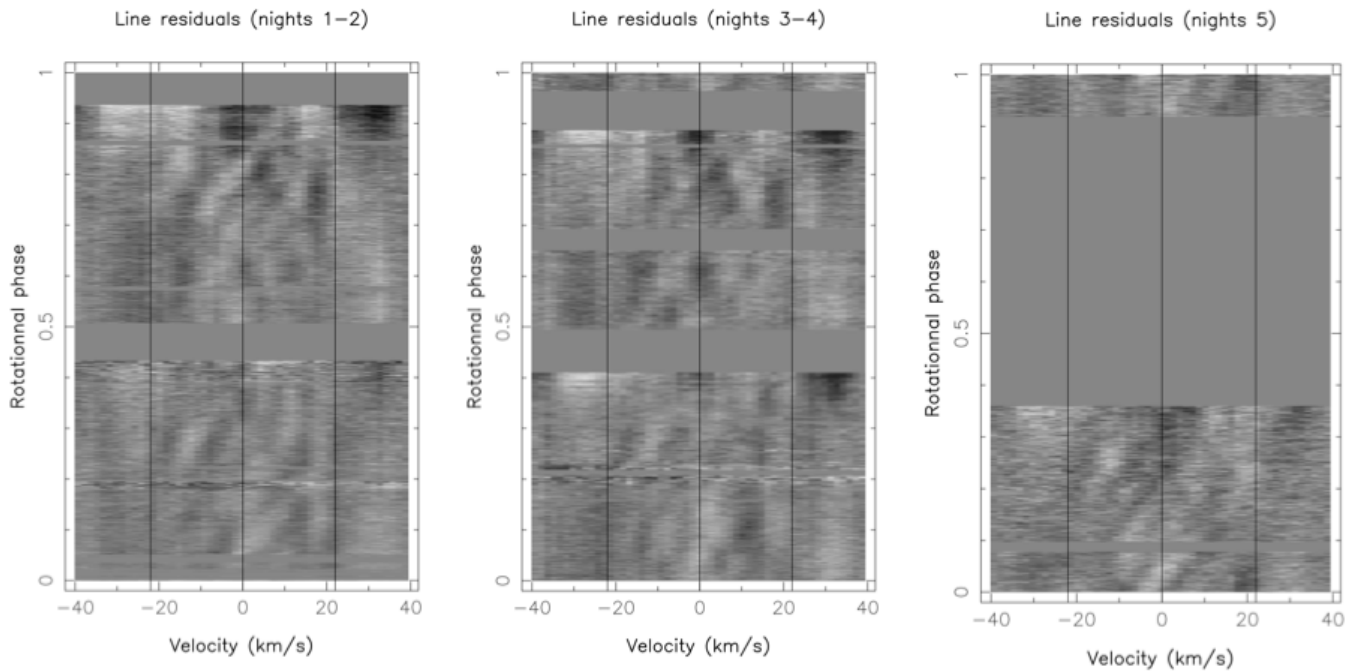 Line residuals (nights 1−2)
Line residuals (nights 3−4)
Line residuals (nights 5)
Rotationnal phase
0
0.5
1
−40
−20
0
20
40
Velocity (km/s)
Rotationnal phase
0
0.5
1
−40
−20
0
20
40
Velocity (km/s)
Rotationnal phase
0
0.5
1
−40
−20
0
20
40
Velocity (km/s)